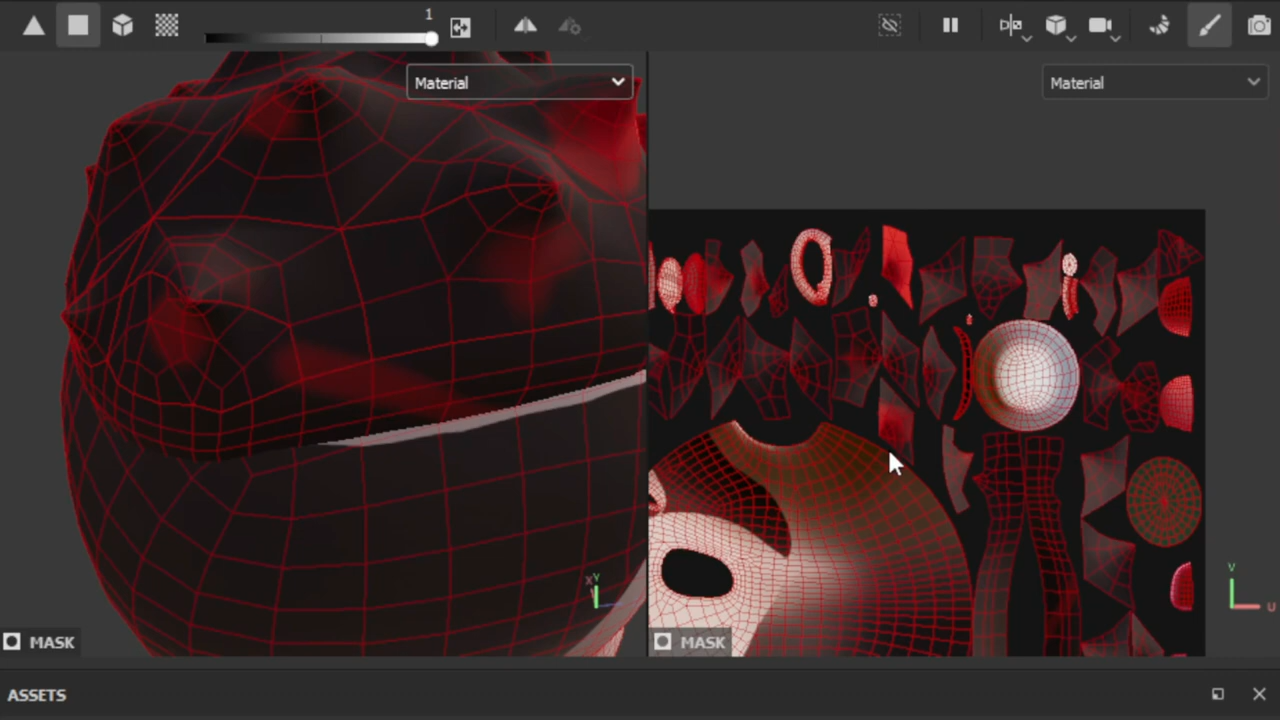 1
Material
Material
X Y
V
U
MASK
MASK
ASSETS